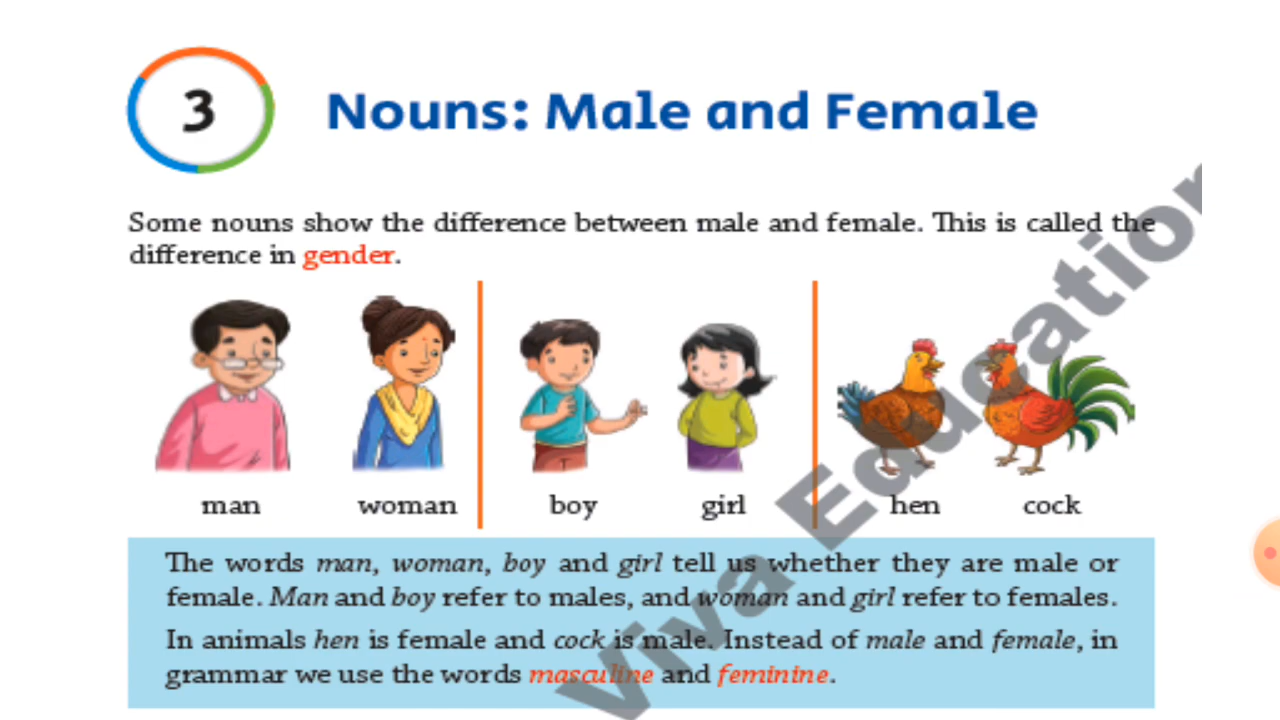 3
Nouns: Male and Female
Some nouns show the difference between male and female. This is called the
difference in gender.
man woman boy girl hen cock
The words man, woman, boy and girl tell us whether they are male or
female. Man and boy refer to males, and woman and girl refer to females.
In animals hen is female and cock is male. Instead of male and female, in
grammar we use the words masculine and feminine.
Viva Education